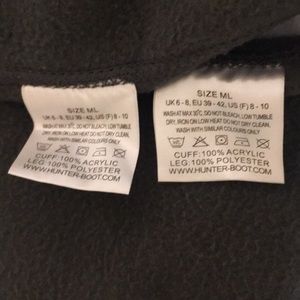 SIZE ML
UK 6 - 8, EU 39 - 42, US (F) 8 - 10
WASH AT MAX 30°C, DO NOT BLEACH, LOW TUMBLE
DRY, IRON ON LOW HEAT DO NOT DRY CLEAN
WASH WITH SIMILAR COLOURS ONLY
CUFF: 100% ACRYLIC
LEG: 100% POLYESTER
WWW.HUNTER-BOOT.COM
SIZE ML
UK 6 - 8, EU 39 - 42, US (F) 8 - 10
WASH AT MAX 30°C, DO NOT BLEACH, LOW TUMBLE
DRY, IRON ON LOW HEAT DO NOT DRY CLEAN
WASH WITH SIMILAR COLOURS ONLY
CUFF:100% ACRYLIC
LEG:100% POLYESTER
WWW.HUNTER-BOOT.COM